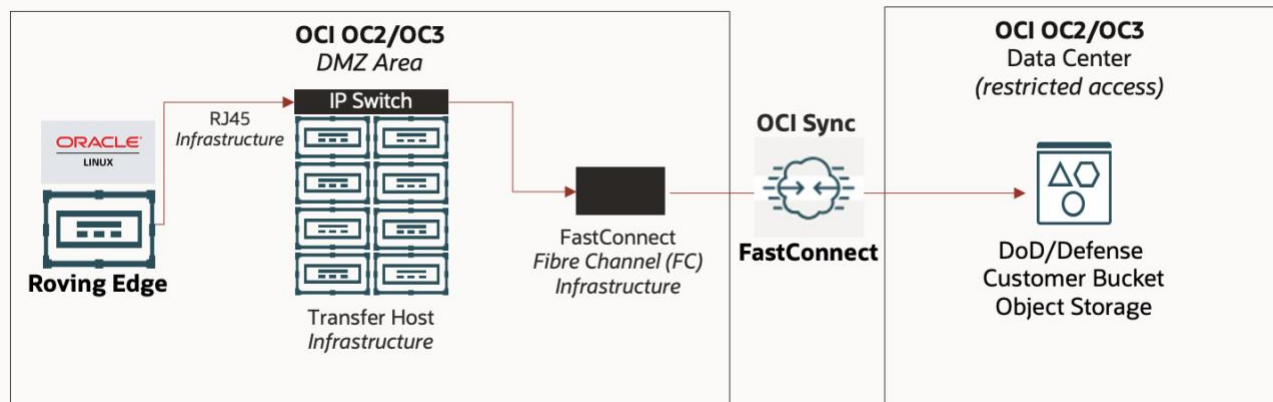 OCI OC2/OC3
DMZ Area
IP Switch
RJ45
Infrastructure
ORACLE
LINUX
Roving Edge
Transfer Host
Infrastructure
FastConnect
Fibre Channel (FC)
Infrastructure
OCI Sync
FastConnect
OCI OC2/OC3
Data Center
(restricted access)
DoD/Defense
Customer Bucket
Object Storage